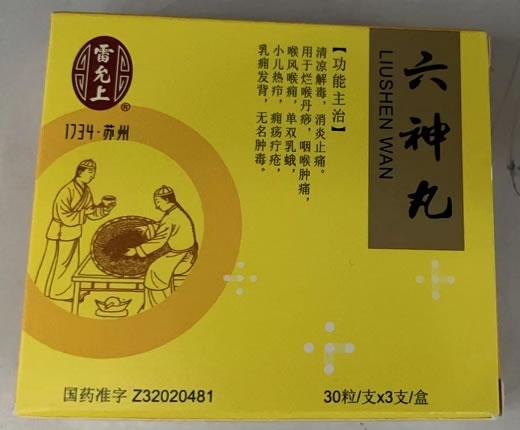 六神丸
LIUSHEN WAN
【功能主治】
清凉解毒，消炎止痛。
用于烂喉丹痧，咽喉肿痛，
喉风喉痈，单双乳蛾，
小儿热疖，痈疡疔疮，
乳痈发背，无名肿毒。
雷允上®
1734·苏州
国药准字 Z32020481
30粒/支x3支/盒